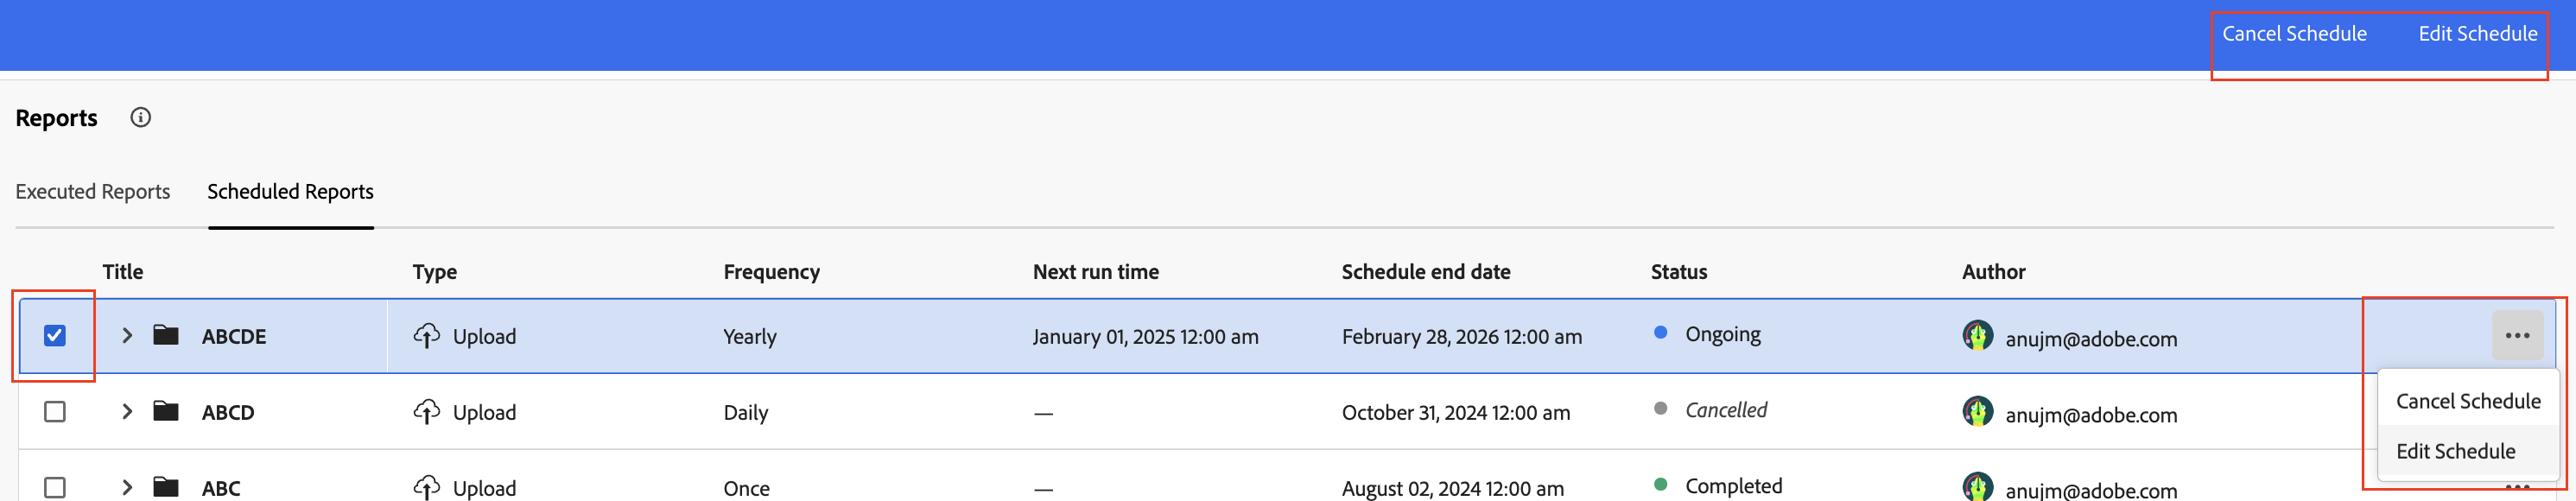 Cancel Schedule Edit Schedule
Reports
Executed Reports Scheduled Reports
Title Type Frequency Next run time Schedule end date Status Author
ABCDE Upload Yearly January 01, 2025 12:00 am February 28, 2026 12:00 am Ongoing anujm@adobe.com
Cancel Schedule
ABCD Upload Daily — October 31, 2024 12:00 am Cancelled anujm@adobe.com
Edit Schedule
ABC Upload Once — August 02, 2024 12:00 am Completed anujm@adobe.com